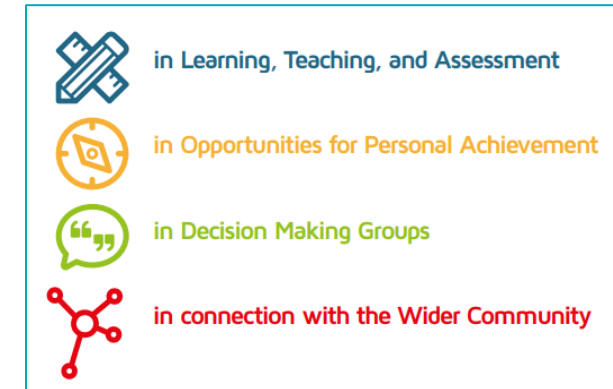 in Learning, Teaching, and Assessment
in Opportunities for Personal Achievement
in Decision Making Groups
in connection with the Wider Community